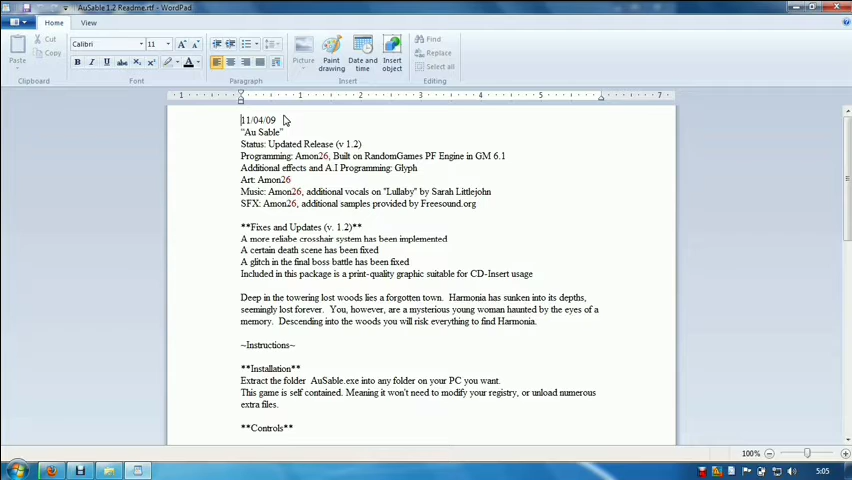 AuSable 1.2 Readme.rtf - WordPad
Home View
Cut
Copy
Paste
Clipboard
Calibri 11
Font
Paragraph
Picture
Paint drawing
Date and time
Insert object
Insert
Find
Replace
Select all
Editing
1 1 2 3 4 5 6 7
11/04/09
"Au Sable"
Status: Updated Release (v 1.2)
Programming: Amon26, Built on RandomGames PF Engine in GM 6.1
Additional effects and A.I Programming: Glyph
Art: Amon26
Music: Amon26, additional vocals on "Lullaby" by Sarah Littlejohn
SFX: Amon26, additional samples provided by Freesound.org
**Fixes and Updates (v. 1.2)**
A more reliabe crosshair system has been implemented
A certain death scene has been fixed
A glitch in the final boss battle has been fixed
Included in this package is a print-quality graphic suitable for CD-Insert usage
Deep in the towering lost woods lies a forgotten town. Harmonia has sunken into its depths,
seemingly lost forever. You, however, are a mysterious young woman haunted by the eyes of a
memory. Descending into the woods you will risk everything to find Harmonia.
~Instructions~
**Installation**
Extract the folder AuSable.exe into any folder on your PC you want.
This game is self contained. Meaning it won't need to modify your registry, or unload numerous
extra files.
**Controls**
100%
5:05